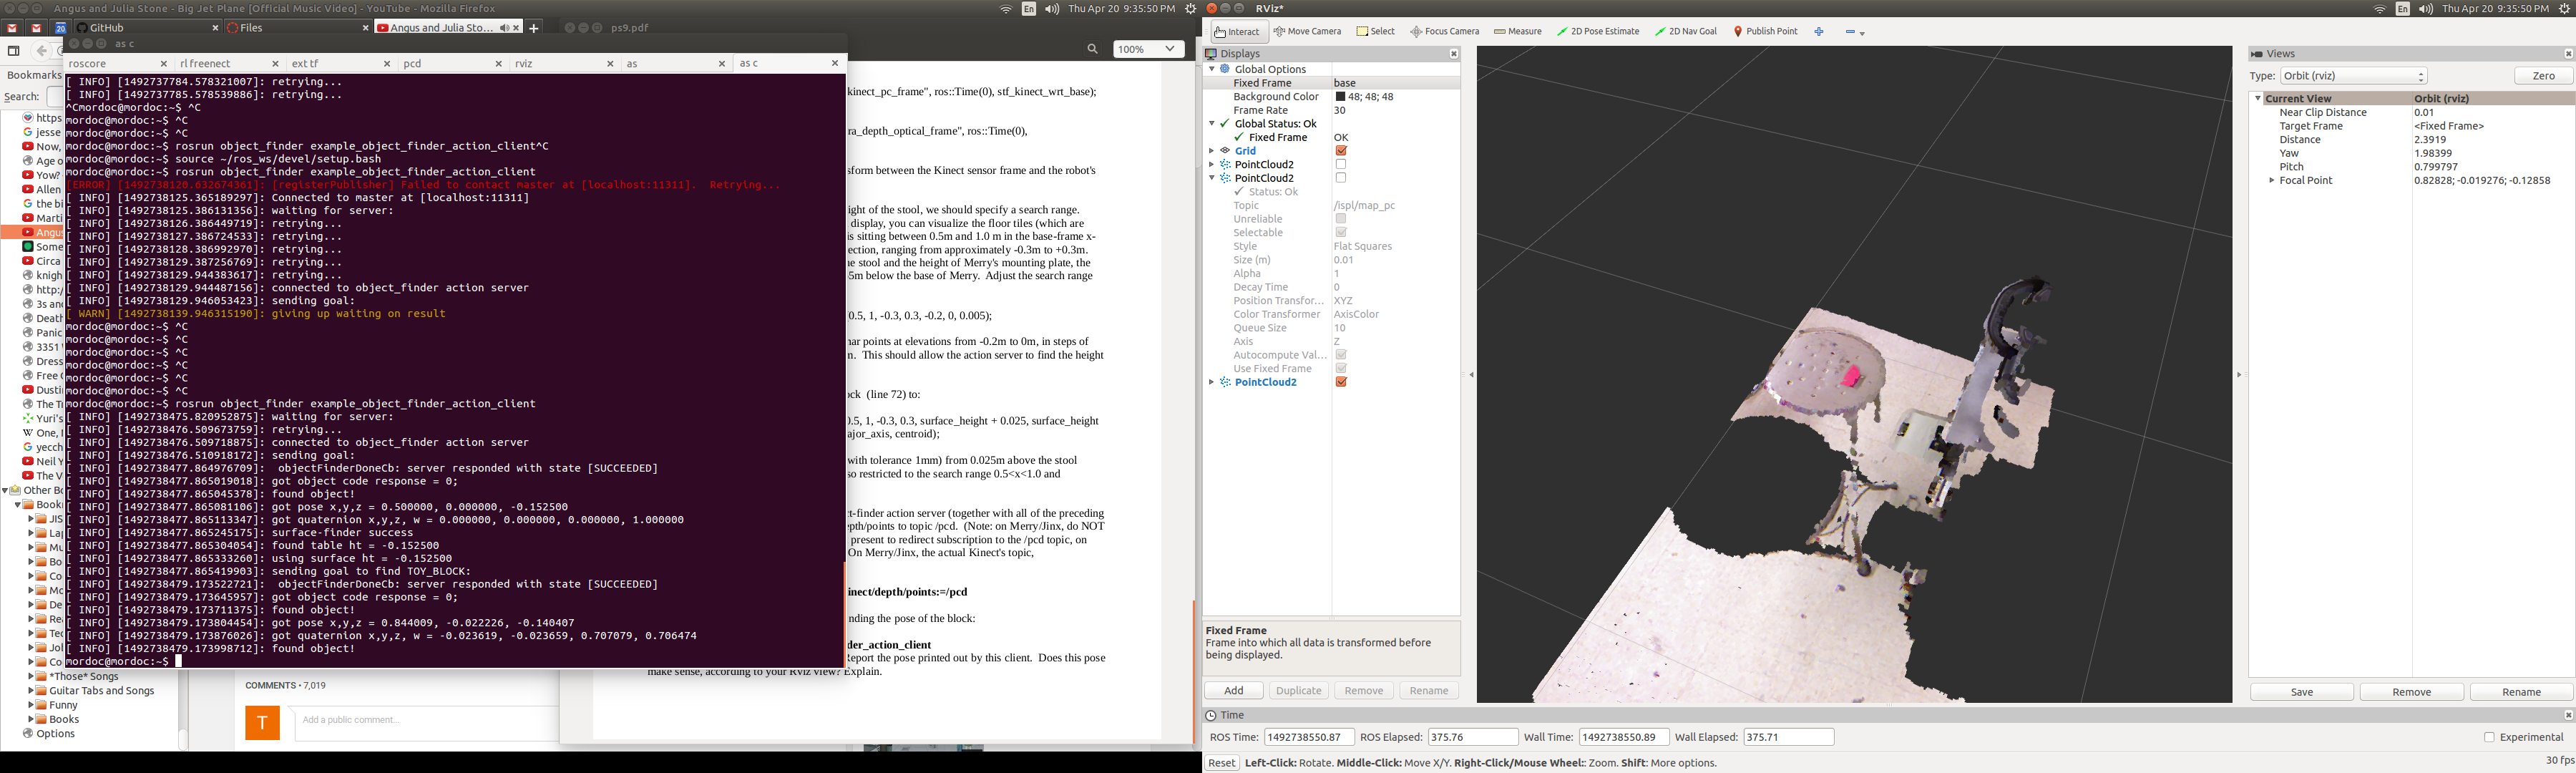 Angus and Julia Stone - Big Jet Plane [Official Music Video] - YouTube - Mozilla Firefox
En
Thu Apr 20 9:35:50 PM
GitHub
Files
Angus and Julia Sto...
ps9.pdf
100%
as c
roscore
rl freenect
ext tf
pcd
rviz
as
as c
Bookmarks
Search:
https
jesse
Now,
Age o
Yow?
Allen
the bi
Marti
Angus
Some
Circa
knigh
http:/
3s and
Death
Panic
3351
Dress
Free C
Dustin
The T
Yuri's
One, I
yecch
Neil Y
The V
Other Bo
Bookm
JIS
Lap
Mu
Bo
Co
Mo
De
Rea
Tec
Jol
Co
*Those* Songs
Guitar Tabs and Songs
Funny
Books
Options
[ INFO] [1492737784.578321007]: retrying...
[ INFO] [1492737785.578539886]: retrying...
^Cmordoc@mordoc:~$ ^C
mordoc@mordoc:~$ ^C
mordoc@mordoc:~$ ^C
mordoc@mordoc:~$ rosrun object_finder example_object_finder_action_client^C
mordoc@mordoc:~$ source ~/ros_ws/devel/setup.bash
mordoc@mordoc:~$ rosrun object_finder example_object_finder_action_client
[ERROR] [1492738120.632674361]: [registerPublisher] Failed to contact master at [localhost:11311].  Retrying...
[ INFO] [1492738125.365189297]: Connected to master at [localhost:11311]
[ INFO] [1492738125.386131356]: waiting for server:
[ INFO] [1492738126.386449719]: retrying...
[ INFO] [1492738127.386724533]: retrying...
[ INFO] [1492738128.386992970]: retrying...
[ INFO] [1492738129.387256769]: retrying...
[ INFO] [1492738129.944383617]: retrying...
[ INFO] [1492738129.944487156]: connected to object_finder action server
[ INFO] [1492738129.946053423]: sending goal:
[ WARN] [1492738139.946315190]: giving up waiting on result
mordoc@mordoc:~$ ^C
mordoc@mordoc:~$ ^C
mordoc@mordoc:~$ ^C
mordoc@mordoc:~$ ^C
mordoc@mordoc:~$ ^C
mordoc@mordoc:~$ ^C
mordoc@mordoc:~$ rosrun object_finder example_object_finder_action_client
[ INFO] [1492738475.820952875]: waiting for server:
[ INFO] [1492738476.509673759]: retrying...
[ INFO] [1492738476.509718875]: connected to object_finder action server
[ INFO] [1492738476.510918172]: sending goal:
[ INFO] [1492738477.864976709]:  objectFinderDoneCb: server responded with state [SUCCEEDED]
[ INFO] [1492738477.865019018]: got object code response = 0;
[ INFO] [1492738477.865045378]: found object!
[ INFO] [1492738477.865081106]: got pose x,y,z = 0.500000, 0.000000, -0.152500
[ INFO] [1492738477.865113347]: got quaternion x,y,z, w = 0.000000, 0.000000, 0.000000, 1.000000
[ INFO] [1492738477.865245175]: surface-finder success
[ INFO] [1492738477.865304054]: found table ht = -0.152500
[ INFO] [1492738477.865333260]: using surface ht = -0.152500
[ INFO] [1492738477.865419903]: sending goal to find TOY_BLOCK:
[ INFO] [1492738479.173522721]:  objectFinderDoneCb: server responded with state [SUCCEEDED]
[ INFO] [1492738479.173645957]: got object code response = 0;
[ INFO] [1492738479.173711375]: found object!
[ INFO] [1492738479.173804454]: got pose x,y,z = 0.844009, -0.022226, -0.140407
[ INFO] [1492738479.173876026]: got quaternion x,y,z, w = -0.023619, -0.023659, 0.707079, 0.706474
[ INFO] [1492738479.173998712]: found object!
mordoc@mordoc:~$
kinect_pc_frame", ros::Time(0), stf_kinect_wrt_base);
ra_depth_optical_frame", ros::Time(0),
sform between the Kinect sensor frame and the robot's
ight of the stool, we should specify a search range.
display, you can visualize the floor tiles (which are
is sitting between 0.5m and 1.0 m in the base-frame x-
ection, ranging from approximately -0.3m to +0.3m.
e stool and the height of Merry's mounting plate, the
5m below the base of Merry.  Adjust the search range
0.5, 1, -0.3, 0.3, -0.2, 0, 0.005);
nar points at elevations from -0.2m to 0m, in steps of
n.  This should allow the action server to find the height
ock  (line 72) to:
0.5, 1, -0.3, 0.3, surface_height + 0.025, surface_height
ajor_axis, centroid);
with tolerance 1mm) from 0.025m above the stool
so restricted to the search range 0.5<x<1.0 and
ct-finder action server (together with all of the preceding
epth/points to topic /pcd.  (Note: on Merry/Jinx, do NOT
present to redirect subscription to the /pcd topic, on
On Merry/Jinx, the actual Kinect's topic,
inect/depth/points:=/pcd
nding the pose of the block:
der_action_client
Report the pose printed out by this client.  Does this pose
make sense, according to your RViz view? Explain.
COMMENTS • 7,019
T
Add a public comment...
RViz*
En
Thu Apr 20 9:35:50 PM
Interact
Move Camera
Select
Focus Camera
Measure
2D Pose Estimate
2D Nav Goal
Publish Point
Displays
Global Options
Fixed Frame base
Background Color 48; 48; 48
Frame Rate 30
Global Status: Ok
Fixed Frame OK
Grid
PointCloud2
PointCloud2
Status: Ok
Topic /ispl/map_pc
Unreliable
Selectable
Style Flat Squares
Size (m) 0.01
Alpha 1
Decay Time 0
Position Transfor... XYZ
Color Transformer AxisColor
Queue Size 10
Axis Z
Autocompute Val...
Use Fixed Frame
PointCloud2
Fixed Frame
Frame into which all data is transformed before
being displayed.
Add
Duplicate
Remove
Rename
Views
Type: Orbit (rviz)
Zero
Current View Orbit (rviz)
Near Clip Distance 0.01
Target Frame <Fixed Frame>
Distance 2.3919
Yaw 1.98399
Pitch 0.799797
Focal Point 0.82828; -0.019276; -0.12858
Save
Remove
Rename
Time
ROS Time: 1492738550.87
ROS Elapsed: 375.76
Wall Time: 1492738550.89
Wall Elapsed: 375.71
Experimental
Reset
Left-Click: Rotate. Middle-Click: Move X/Y. Right-Click/Mouse Wheel:: Zoom. Shift: More options.
30 fps